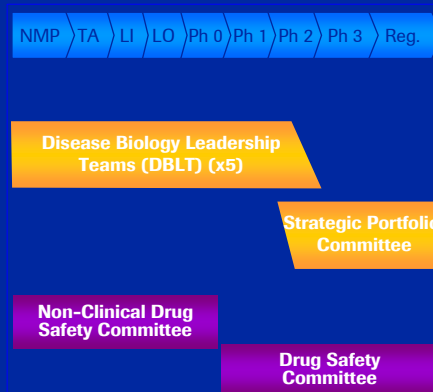 NMP TA LI LO Ph 0 Ph 1 Ph 2 Ph 3 Reg.
Disease Biology Leadership
Teams (DBLT) (x5)
Strategic Portfolio
Committee
Non-Clinical Drug
Safety Committee
Drug Safety
Committee